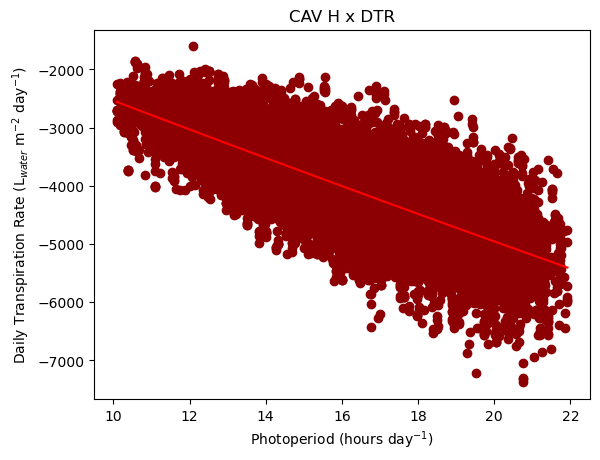 CAV H x DTR
Daily Transpiration Rate (L_water m⁻² day⁻¹)
−2000
−3000
−4000
−5000
−6000
−7000
10 12 14 16 18 20 22
Photoperiod (hours day⁻¹)